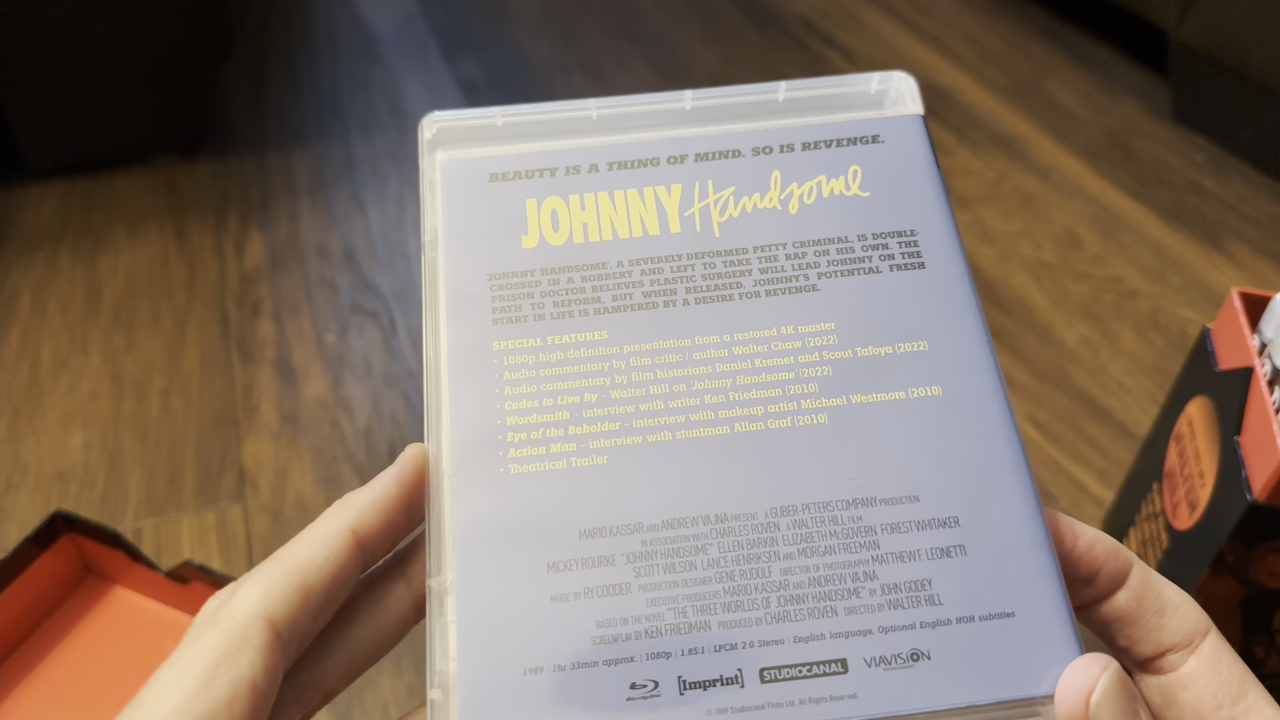 BEAUTY IS A THING OF MIND. SO IS REVENGE.
JOHNNY Handsome
'JOHNNY HANDSOME', A SEVERELY-DEFORMED PETTY CRIMINAL, IS DOUBLE-
CROSSED IN A ROBBERY AND LEFT TO TAKE THE RAP ON HIS OWN. THE
PRISON DOCTOR BELIEVES PLASTIC SURGERY WILL LEAD JOHNNY ON THE
PATH TO REFORM, BUT WHEN RELEASED, JOHNNY'S POTENTIAL FRESH
START IN LIFE IS HAMPERED BY A DESIRE FOR REVENGE.
SPECIAL FEATURES
• 1080p high-definition presentation from a restored 4K master
• Audio commentary by film critic / author Walter Chaw (2022)
• Audio commentary by film historians Daniel Kremer and Scout Tafoya (2022)
• Codes to Live By – Walter Hill on 'Johnny Handsome' (2022)
• Wordsmith – interview with writer Ken Friedman (2010)
• Eye of the Beholder – interview with makeup artist Michael Westmore (2010)
• Action Man – interview with stuntman Allan Graf (2010)
• Theatrical Trailer
MARIO KASSAR AND ANDREW VAJNA PRESENT A GUBER-PETERS COMPANY PRODUCTION
IN ASSOCIATION WITH CHARLES ROVEN A WALTER HILL FILM
MICKEY ROURKE "JOHNNY HANDSOME" ELLEN BARKIN ELIZABETH McGOVERN FOREST WHITAKER
SCOTT WILSON LANCE HENRIKSEN AND MORGAN FREEMAN
MUSIC BY RY COODER PRODUCTION DESIGNER GENE RUDOLF DIRECTOR OF PHOTOGRAPHY MATTHEW F. LEONETTI
EXECUTIVE PRODUCERS MARIO KASSAR AND ANDREW VAJNA
BASED ON THE NOVEL "THE THREE WORLDS OF JOHNNY HANDSOME" BY JOHN GODEY
SCREENPLAY BY KEN FRIEDMAN PRODUCED BY CHARLES ROVEN DIRECTED BY WALTER HILL
1989 | 1hr 33min approx. | 1080p | 1.85:1 | LPCM 2.0 Stereo | English language, Optional English HOH subtitles
Blu-ray Disc [Imprint] STUDIOCANAL VIAVISION
© 1989 Studiocanal Films Ltd. All Rights Reserved.